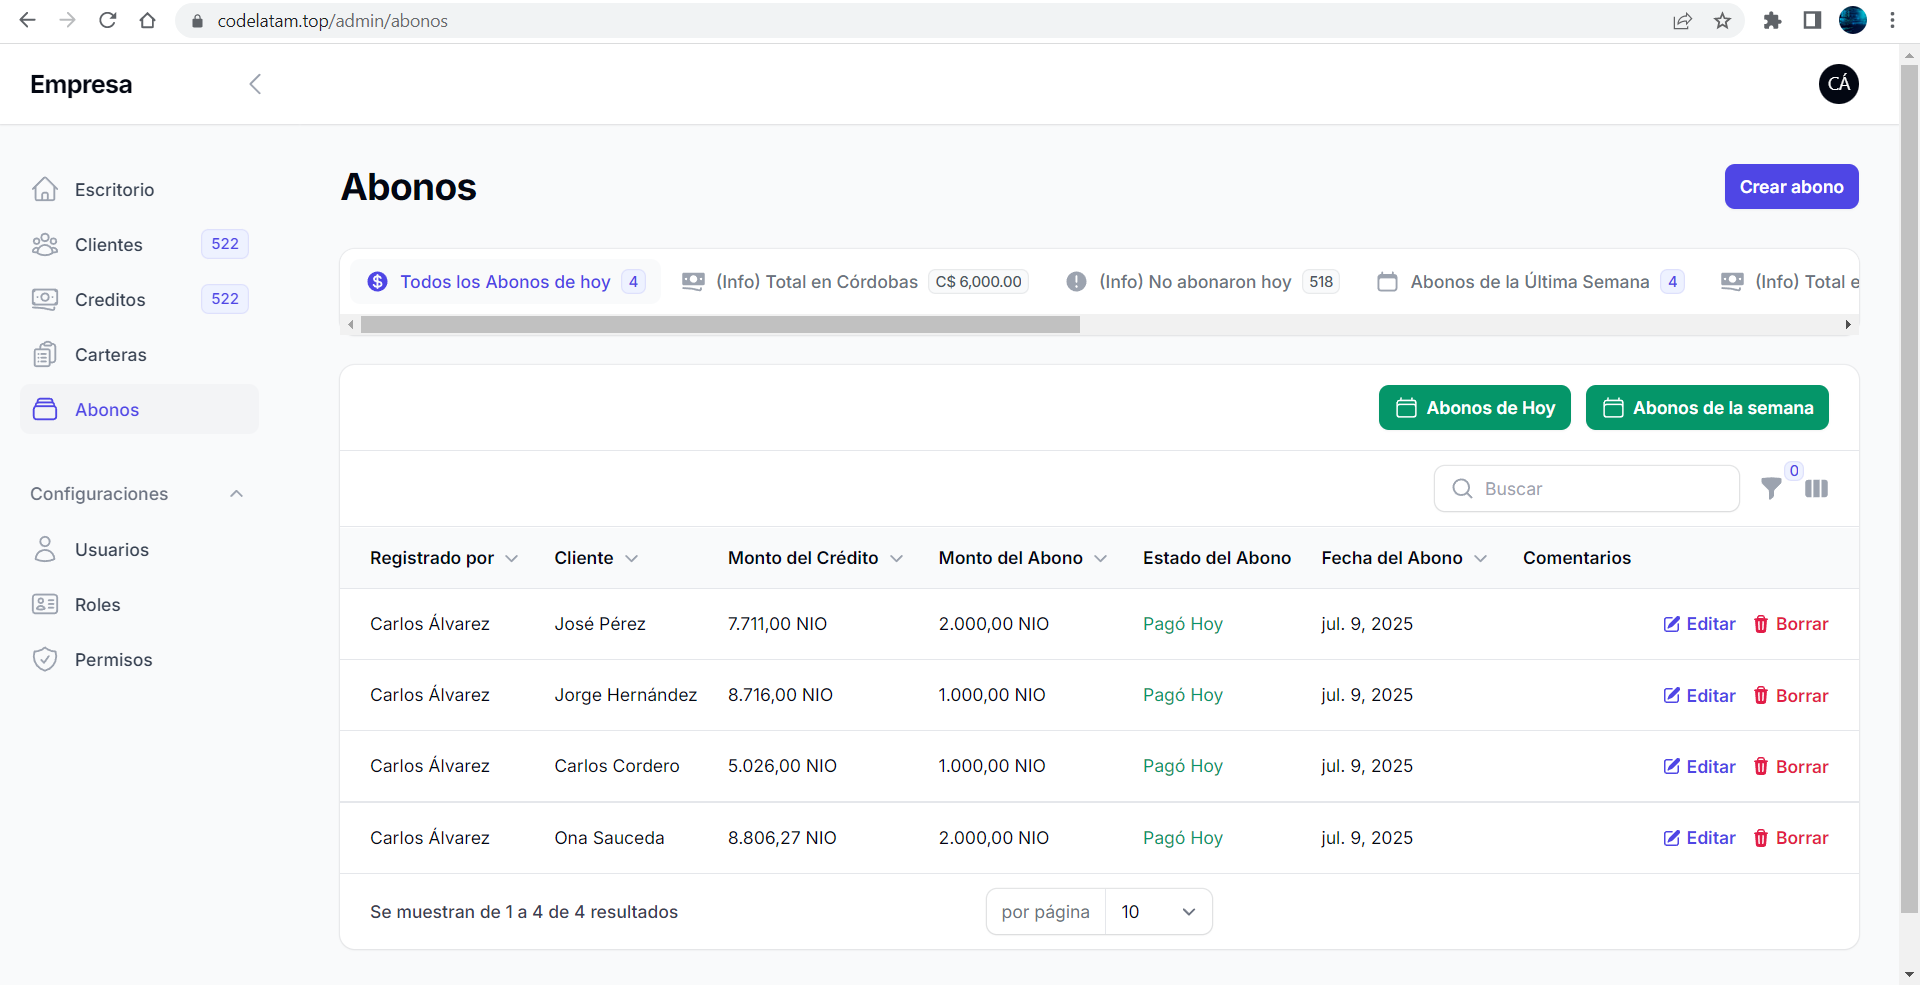 codelatam.top/admin/abonos
Empresa
CÁ
Escritorio
Clientes 522
Creditos 522
Carteras
Abonos
Configuraciones
Usuarios
Roles
Permisos
Abonos
Crear abono
Todos los Abonos de hoy 4 (Info) Total en Córdobas C$ 6,000.00 (Info) No abonaron hoy 518 Abonos de la Última Semana 4 (Info) Total e
Abonos de Hoy Abonos de la semana
Buscar 0
Registrado por Cliente Monto del Crédito Monto del Abono Estado del Abono Fecha del Abono Comentarios
Carlos Álvarez José Pérez 7.711,00 NIO 2.000,00 NIO Pagó Hoy jul. 9, 2025 Editar Borrar
Carlos Álvarez Jorge Hernández 8.716,00 NIO 1.000,00 NIO Pagó Hoy jul. 9, 2025 Editar Borrar
Carlos Álvarez Carlos Cordero 5.026,00 NIO 1.000,00 NIO Pagó Hoy jul. 9, 2025 Editar Borrar
Carlos Álvarez Ona Sauceda 8.806,27 NIO 2.000,00 NIO Pagó Hoy jul. 9, 2025 Editar Borrar
Se muestran de 1 a 4 de 4 resultados por página 10